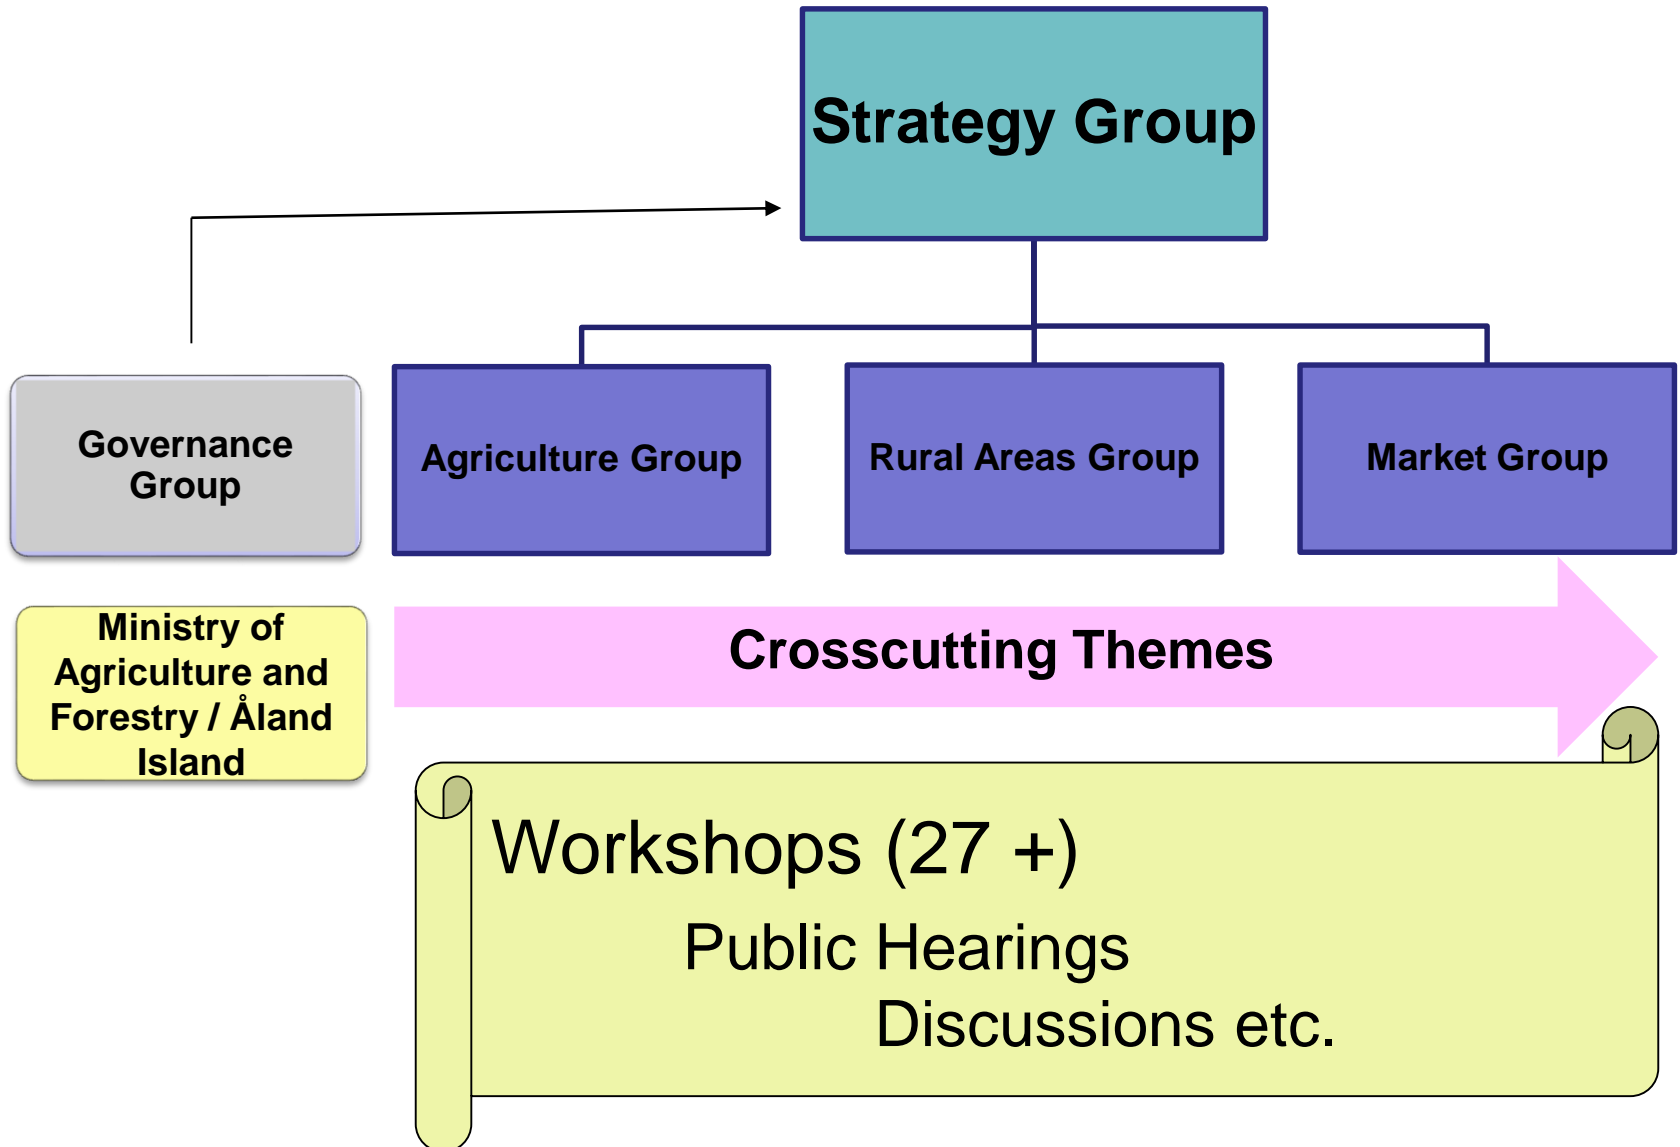 Strategy Group
Governance
Group
Agriculture Group
Rural Areas Group
Market Group
Ministry of
Agriculture and
Forestry / Åland
Island
Crosscutting Themes
Workshops (27 +)
Public Hearings
Discussions etc.